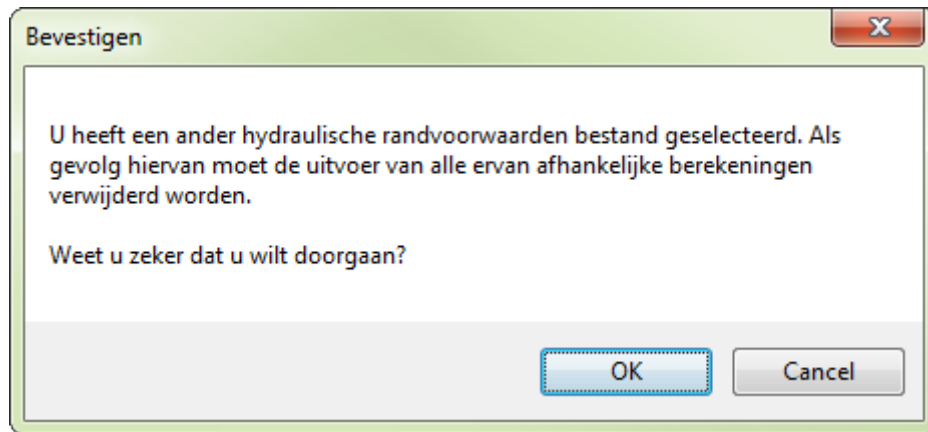 Bevestigen
U heeft een ander hydraulische randvoorwaarden bestand geselecteerd. Als
gevolg hiervan moet de uitvoer van alle ervan afhankelijke berekeningen
verwijderd worden.
Weet u zeker dat u wilt doorgaan?
OK
Cancel